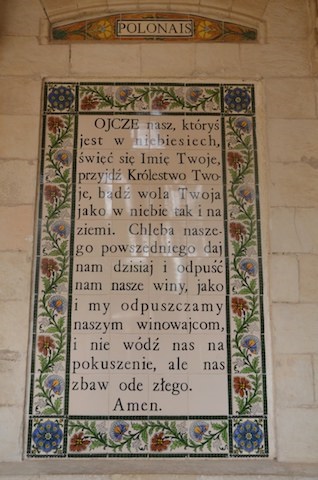 POLONAIS
OJCZE nasz, któryś
jest w niebiesiech,
święć się Imię Twoje,
przyjdź Królestwo Two-
je, bądź wola Twoja
jako w niebie tak i na
ziemi. Chleba nasze-
go powszedniego daj
nam dzisiaj i odpuść
nam nasze winy, jako
i my odpuszczamy
naszym winowajcom,
i nie wódź nas na
pokuszenie, ale nas
zbaw ode złego.
Amen.